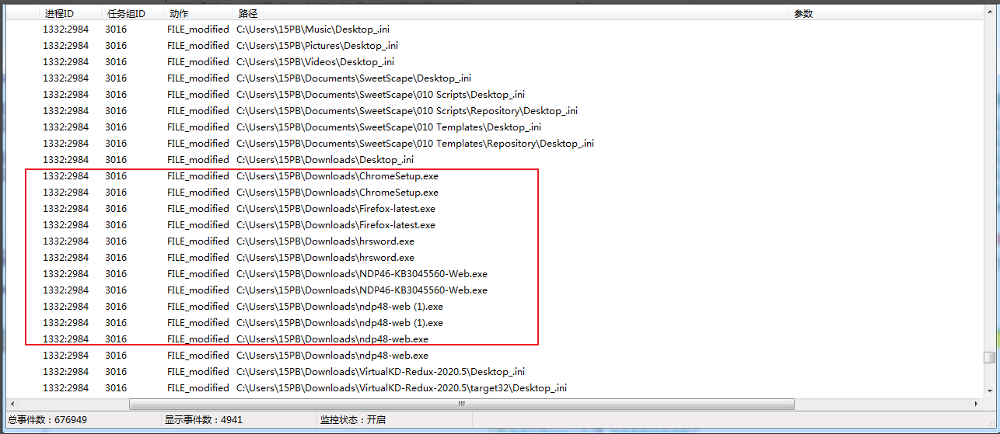 进程ID 任务组ID 动作 路径 参数
1332:2984 3016 FILE_modified C:\Users\15PB\Music\Desktop_.ini
1332:2984 3016 FILE_modified C:\Users\15PB\Pictures\Desktop_.ini
1332:2984 3016 FILE_modified C:\Users\15PB\Videos\Desktop_.ini
1332:2984 3016 FILE_modified C:\Users\15PB\Documents\SweetScape\Desktop_.ini
1332:2984 3016 FILE_modified C:\Users\15PB\Documents\SweetScape\010 Scripts\Desktop_.ini
1332:2984 3016 FILE_modified C:\Users\15PB\Documents\SweetScape\010 Scripts\Repository\Desktop_.ini
1332:2984 3016 FILE_modified C:\Users\15PB\Documents\SweetScape\010 Templates\Desktop_.ini
1332:2984 3016 FILE_modified C:\Users\15PB\Documents\SweetScape\010 Templates\Repository\Desktop_.ini
1332:2984 3016 FILE_modified C:\Users\15PB\Downloads\Desktop_.ini
1332:2984 3016 FILE_modified C:\Users\15PB\Downloads\ChromeSetup.exe
1332:2984 3016 FILE_modified C:\Users\15PB\Downloads\ChromeSetup.exe
1332:2984 3016 FILE_modified C:\Users\15PB\Downloads\Firefox-latest.exe
1332:2984 3016 FILE_modified C:\Users\15PB\Downloads\Firefox-latest.exe
1332:2984 3016 FILE_modified C:\Users\15PB\Downloads\hrsword.exe
1332:2984 3016 FILE_modified C:\Users\15PB\Downloads\hrsword.exe
1332:2984 3016 FILE_modified C:\Users\15PB\Downloads\NDP46-KB3045560-Web.exe
1332:2984 3016 FILE_modified C:\Users\15PB\Downloads\NDP46-KB3045560-Web.exe
1332:2984 3016 FILE_modified C:\Users\15PB\Downloads\ndp48-web (1).exe
1332:2984 3016 FILE_modified C:\Users\15PB\Downloads\ndp48-web (1).exe
1332:2984 3016 FILE_modified C:\Users\15PB\Downloads\ndp48-web.exe
1332:2984 3016 FILE_modified C:\Users\15PB\Downloads\ndp48-web.exe
1332:2984 3016 FILE_modified C:\Users\15PB\Downloads\VirtualKD-Redux-2020.5\Desktop_.ini
1332:2984 3016 FILE_modified C:\Users\15PB\Downloads\VirtualKD-Redux-2020.5\target32\Desktop_.ini
总事件数：676949 显示事件数：4941 监控状态：开启